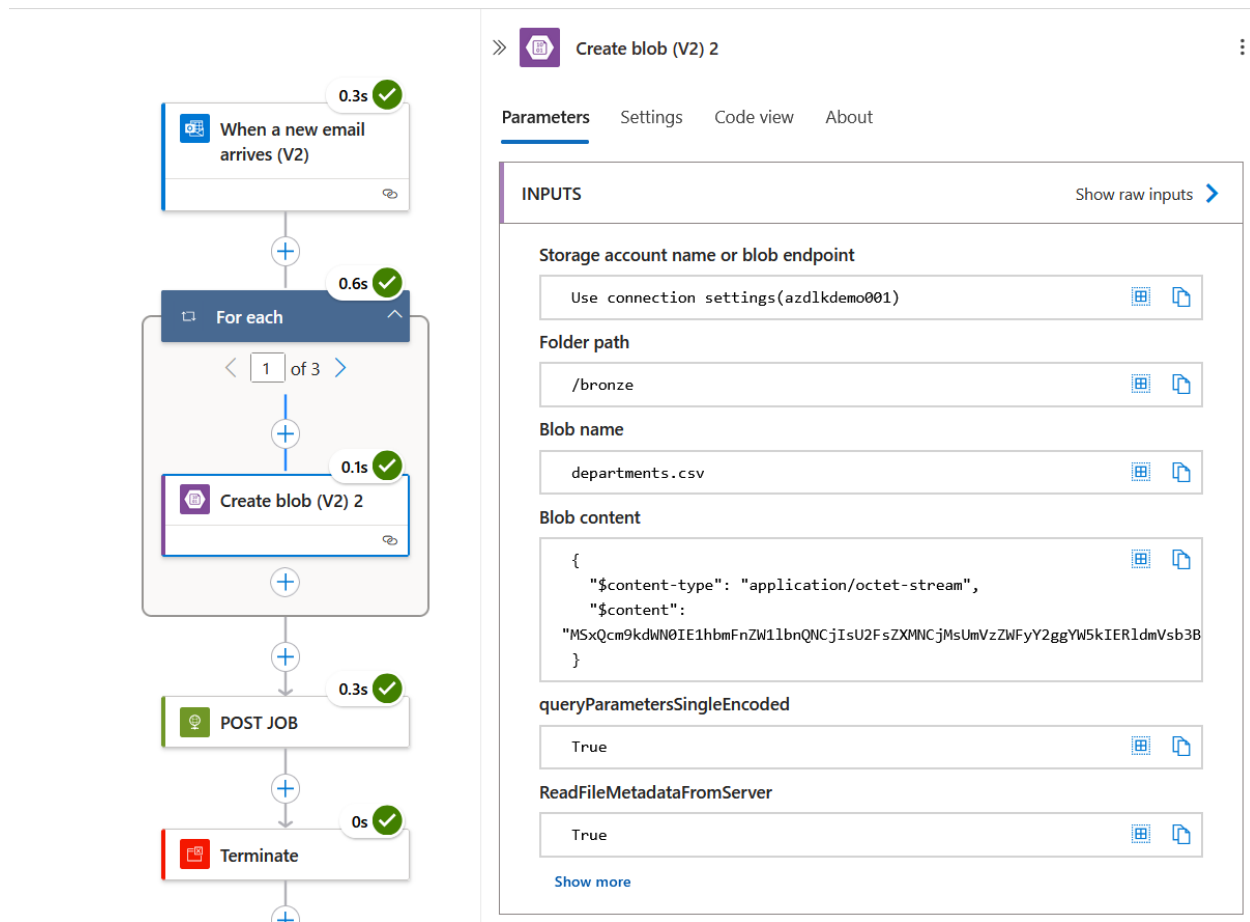 0.3s
When a new email
arrives (V2)
0.6s
For each
1 of 3
0.1s
Create blob (V2) 2
0.3s
POST JOB
0s
Terminate
Create blob (V2) 2
Parameters Settings Code view About
INPUTS Show raw inputs
Storage account name or blob endpoint
Use connection settings(azdlkdemo001)
Folder path
/bronze
Blob name
departments.csv
Blob content
{
"$content-type": "application/octet-stream",
"$content":
"MSxQcm9kdWN0IE1hbmFnZW1lbnQNCjIsU2FsZXMNCjMsUmVzZWFyY2ggYW5kIERldmVsb3B
}
queryParametersSingleEncoded
True
ReadFileMetadataFromServer
True
Show more